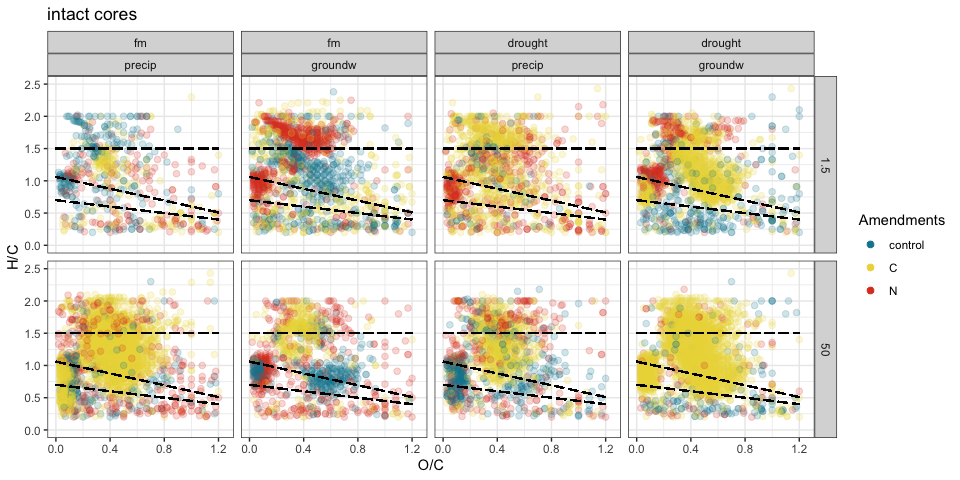 intact cores
fm fm drought drought
precip groundw precip groundw
2.5
2.0
1.5
1.0
0.5
0.0
1.5
H/C
2.5
2.0
1.5
1.0
0.5
0.0
50
0.0 0.4 0.8 1.2 0.0 0.4 0.8 1.2 0.0 0.4 0.8 1.2 0.0 0.4 0.8 1.2
O/C
Amendments
control
C
N